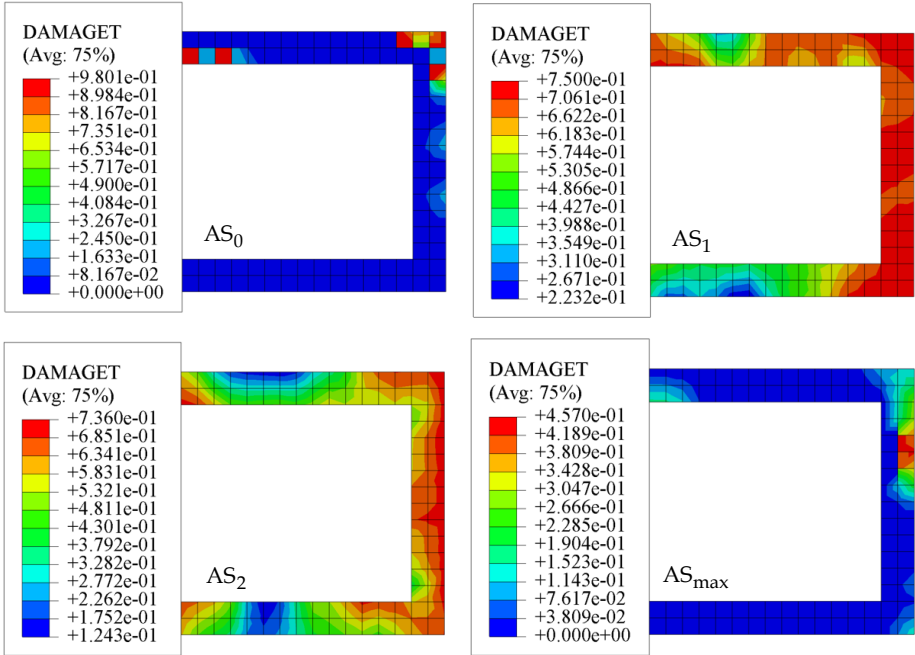 DAMAGET
(Avg: 75%)
+9.801e-01
+8.984e-01
+8.167e-01
+7.351e-01
+6.534e-01
+5.717e-01
+4.900e-01
+4.084e-01
+3.267e-01
+2.450e-01
+1.633e-01
+8.167e-02
+0.000e+00
AS0
DAMAGET
(Avg: 75%)
+7.500e-01
+7.061e-01
+6.622e-01
+6.183e-01
+5.744e-01
+5.305e-01
+4.866e-01
+4.427e-01
+3.988e-01
+3.549e-01
+3.110e-01
+2.671e-01
+2.232e-01
AS1
DAMAGET
(Avg: 75%)
+7.360e-01
+6.851e-01
+6.341e-01
+5.831e-01
+5.321e-01
+4.811e-01
+4.301e-01
+3.792e-01
+3.282e-01
+2.772e-01
+2.262e-01
+1.752e-01
+1.243e-01
AS2
DAMAGET
(Avg: 75%)
+4.570e-01
+4.189e-01
+3.809e-01
+3.428e-01
+3.047e-01
+2.666e-01
+2.285e-01
+1.904e-01
+1.523e-01
+1.143e-01
+7.617e-02
+3.809e-02
+0.000e+00
ASmax